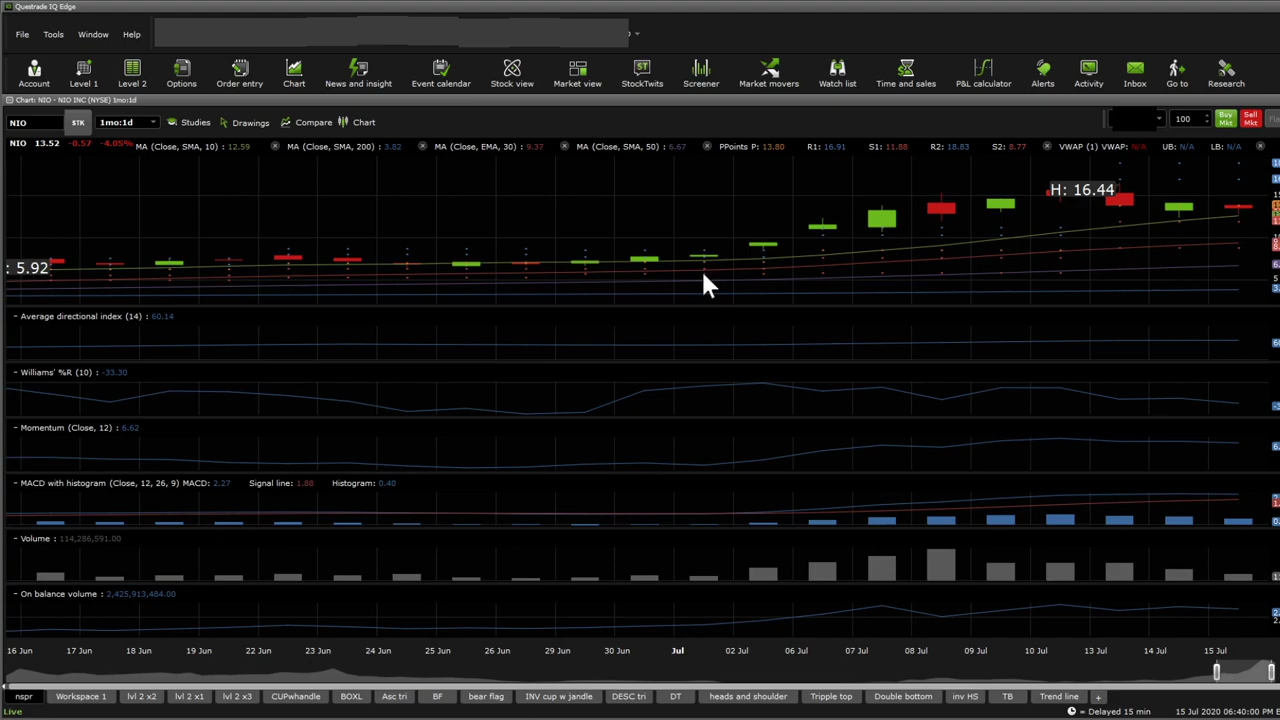 Questrade IQ Edge
File Tools Window Help
Account Level 1 Level 2 Options Order entry Chart News and insight Event calendar Stock view Market view StockTwits Screener Market movers Watch list Time and sales P&L calculator Alerts Activity Inbox Go to Research
Chart: NIO - NIO INC (NYSE) 1mo:1d
NIO STK 1mo:1d Studies Drawings Compare Chart 100 Buy Mkt Sell Mkt
NIO 13.52 -0.57 -4.05% MA (Close, SMA, 10) : 12.59 MA (Close, SMA, 200) : 3.82 MA (Close, EMA, 30) : 9.37 MA (Close, SMA, 50) : 6.67 PPoints P: 13.80 R1: 16.91 S1: 11.88 R2: 18.83 S2: 8.77 VWAP (1) VWAP: N/A UB: N/A LB: N/A
H: 16.44
: 5.92
Average directional index (14) : 60.14
Williams' %R (10) : -33.30
Momentum (Close, 12) : 6.62
MACD with histogram (Close, 12, 26, 9) MACD: 2.27 Signal line: 1.88 Histogram: 0.40
Volume : 114,286,591.00
On balance volume : 2,425,913,484.00
16 Jun 17 Jun 18 Jun 22 Jun 23 Jun 24 Jun 25 Jun 26 Jun 29 Jun 30 Jun Jul 02 Jul 06 Jul 07 Jul 08 Jul 09 Jul 10 Jul 13 Jul 14 Jul 15 Jul
nspr Workspace 1 lvl 2 x2 lvl 2 x1 lvl 2 x3 CUPwhandle BOXL Asc tri BF bear flag INV cup w jandle DESC tri DT heads and shoulder Tripple top Double bottom inv HS TB Trend line +
Live = Delayed 15 min 15 Jul 2020 06:40:00 PM E